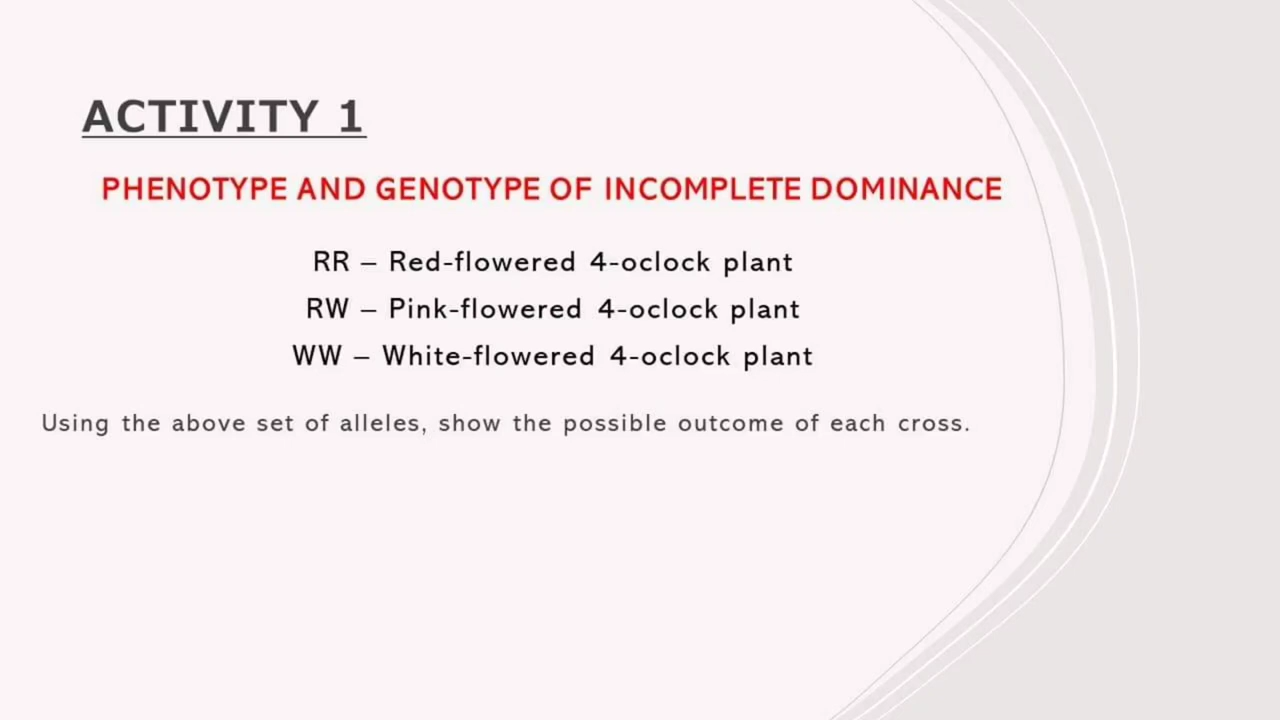 ACTIVITY 1
PHENOTYPE AND GENOTYPE OF INCOMPLETE DOMINANCE
RR – Red-flowered 4-oclock plant
RW – Pink-flowered 4-oclock plant
WW – White-flowered 4-oclock plant
Using the above set of alleles, show the possible outcome of each cross.